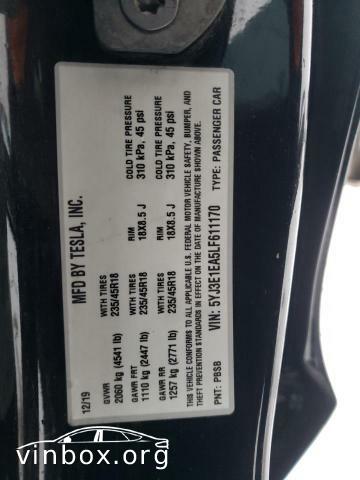 MFD BY TESLA, INC.
12/19
GVWR WITH TIRES RIM COLD TIRE PRESSURE
2060 kg (4541 lb) 235/45R18 18X8.5 J 310 kPa, 45 psi
GAWR FRT WITH TIRES RIM COLD TIRE PRESSURE
1110 kg (2447 lb) 235/45R18 18X8.5 J 310 kPa, 45 psi
GAWR RR WITH TIRES
1257 kg (2771 lb) 235/45R18
THIS VEHICLE CONFORMS TO ALL APPLICABLE U.S. FEDERAL MOTOR VEHICLE SAFETY, BUMPER, AND
THEFT PREVENTION STANDARDS IN EFFECT ON THE DATE OF MANUFACTURE SHOWN ABOVE.
VIN: 5YJ3E1EA5LF611170
PNT: PBSB TYPE: PASSENGER CAR
vinbox.org